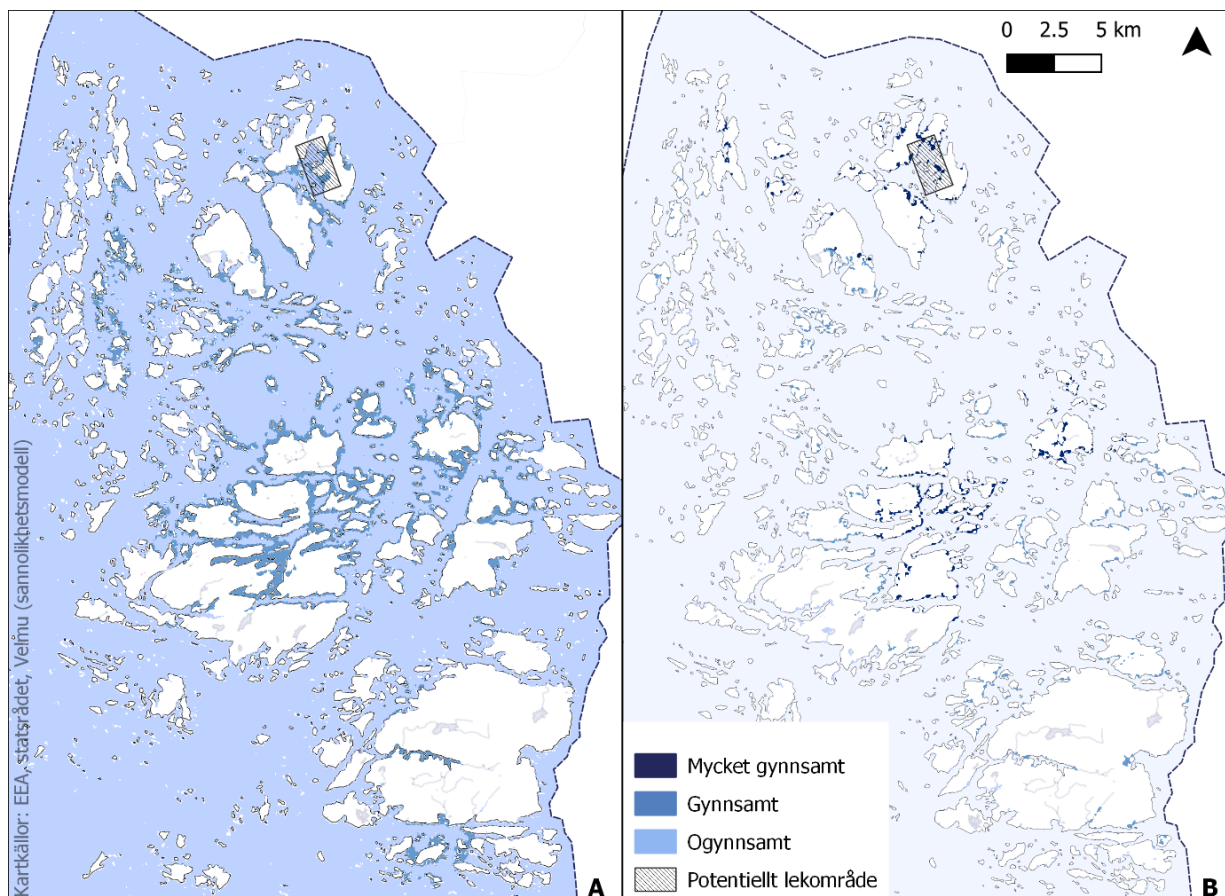 0 2.5 5 km
Kartkällor: EEA, statsrådet, Velmu (sannolikhetsmodell)
Mycket gynnsamt
Gynnsamt
Ogynnsamt
Potentiellt lekområde
A
B